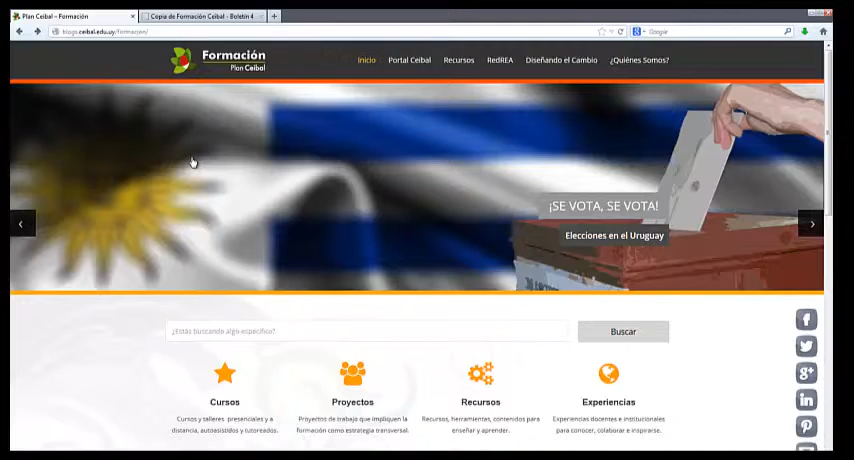 Plan Ceibal – Formación
Copia de Formación Ceibal - Boletín 4
blogs.ceibal.edu.uy/formacion/
Google
Formación
Plan Ceibal
Inicio
Portal Ceibal
Recursos
RedREA
Diseñando el Cambio
¿Quiénes Somos?
¡SE VOTA, SE VOTA!
Elecciones en el Uruguay
¿Estás buscando algo específico?
Buscar
Cursos
Cursos y talleres presenciales y a
distancia, autoasistidos y tutoreados.
Proyectos
Proyectos de trabajo que impliquen la
formación como estrategia transversal.
Recursos
Recursos, herramientas, contenidos para
enseñar y aprender.
Experiencias
Experiencias docentes e institucionales
para conocer, colaborar e inspirarse.